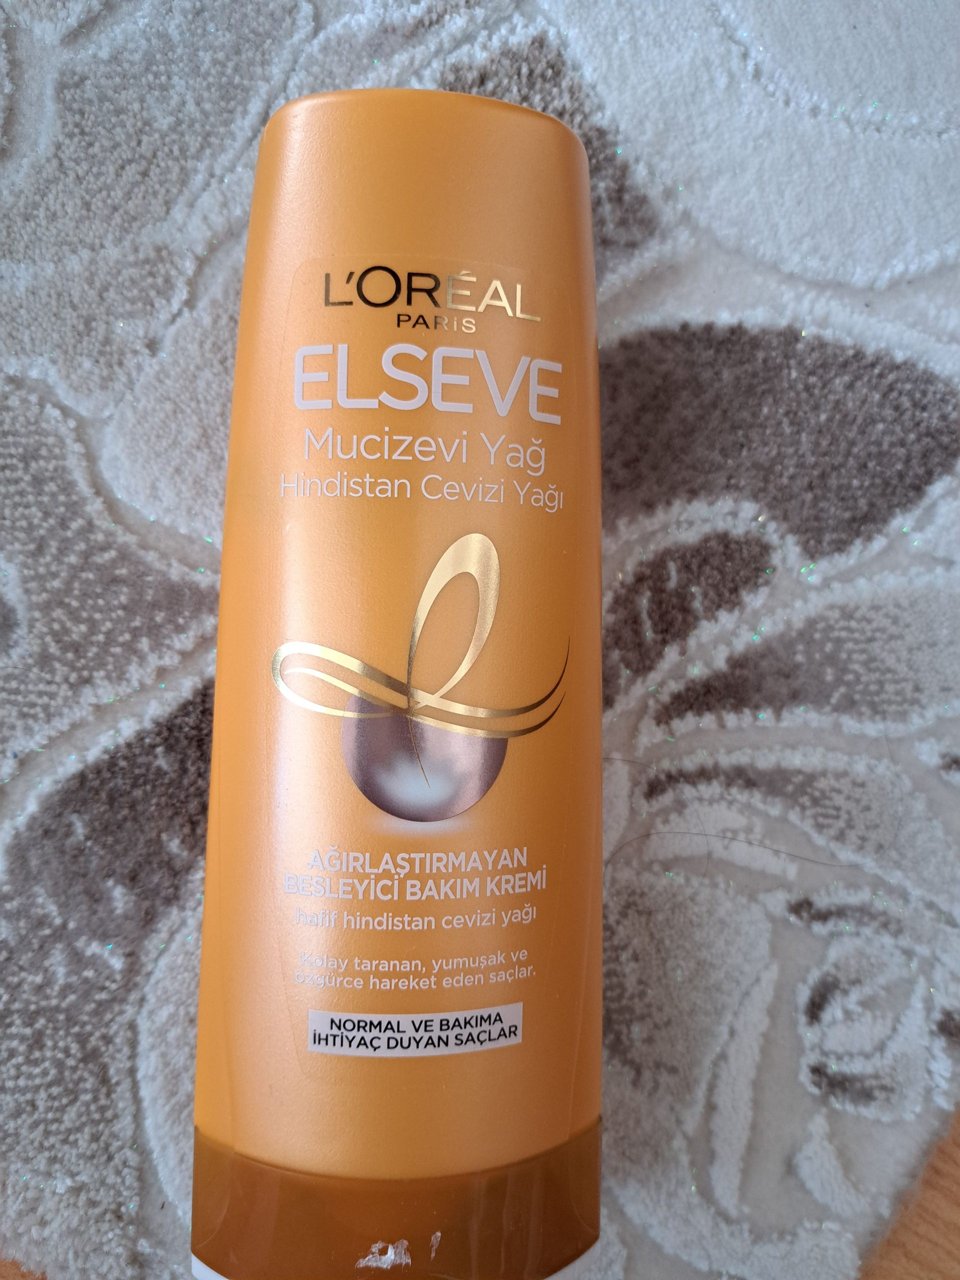 L'ORÉAL
PARİS
ELSEVE
Mucizevi Yağ
Hindistan Cevizi Yağı
AĞIRLAŞTIRMAYAN
BESLEYİCİ BAKIM KREMİ
hafif hindistan cevizi yağı
Kolay taranan, yumuşak ve
özgürce hareket eden saçlar.
NORMAL VE BAKIMA
İHTİYAÇ DUYAN SAÇLAR